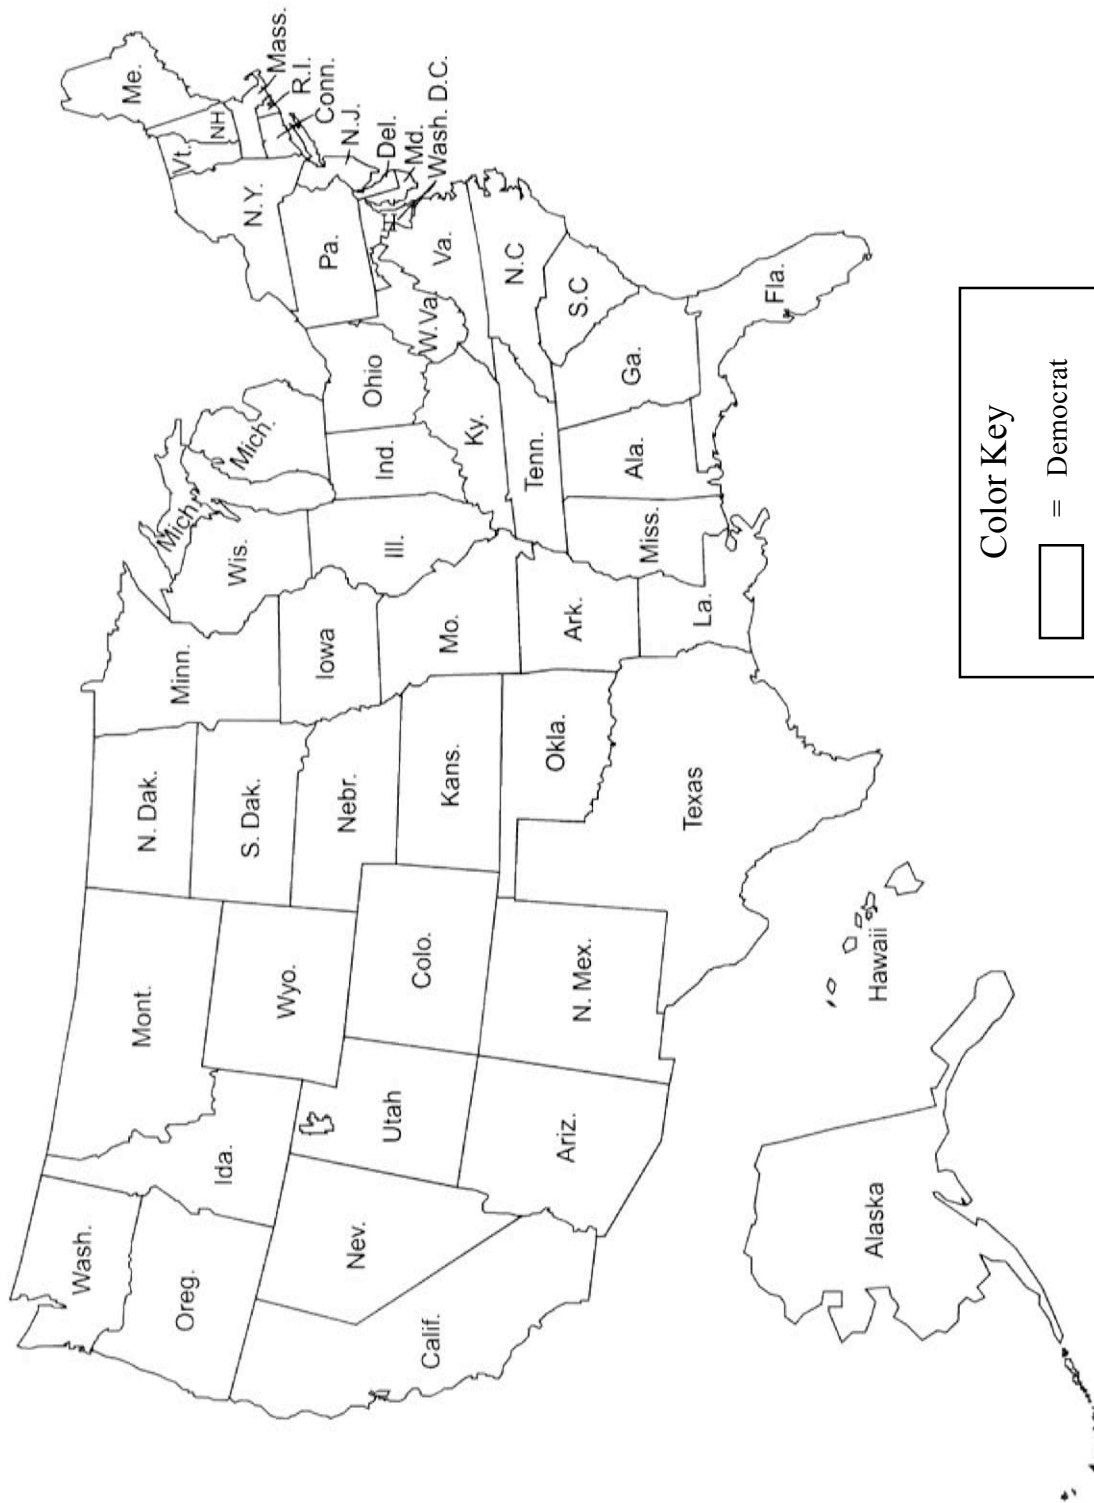 Wash.
Oreg.
Calif.
Nev.
Ida.
Mont.
Wyo.
Utah
Ariz.
Colo.
N. Mex.
N. Dak.
S. Dak.
Nebr.
Kans.
Okla.
Texas
Minn.
Iowa
Mo.
Ark.
La.
Wis.
Ill.
Mich.
Mich.
Ind.
Ohio
Ky.
Tenn.
Miss.
Ala.
Ga.
Fla.
S.C
N.C
Va.
W.Va.
Pa.
N.Y.
Vt.
NH
Me.
Mass.
R.I.
Conn.
N.J.
Del.
Md.
Wash. D.C.
Alaska
Hawaii
Color Key
= Democrat